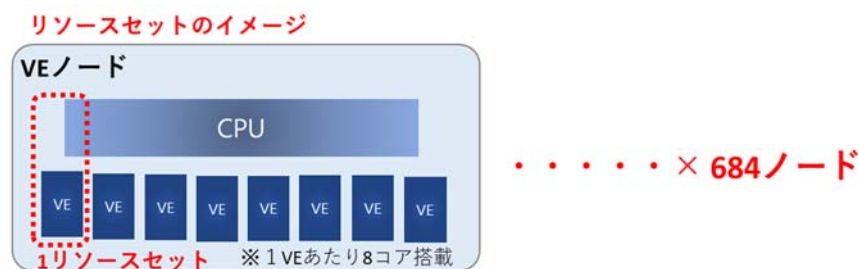 リソースセットのイメージ
VEノード
CPU
・・・・・× 684ノード
VE VE VE VE VE VE VE VE
1リソースセット ※1VEあたり8コア搭載